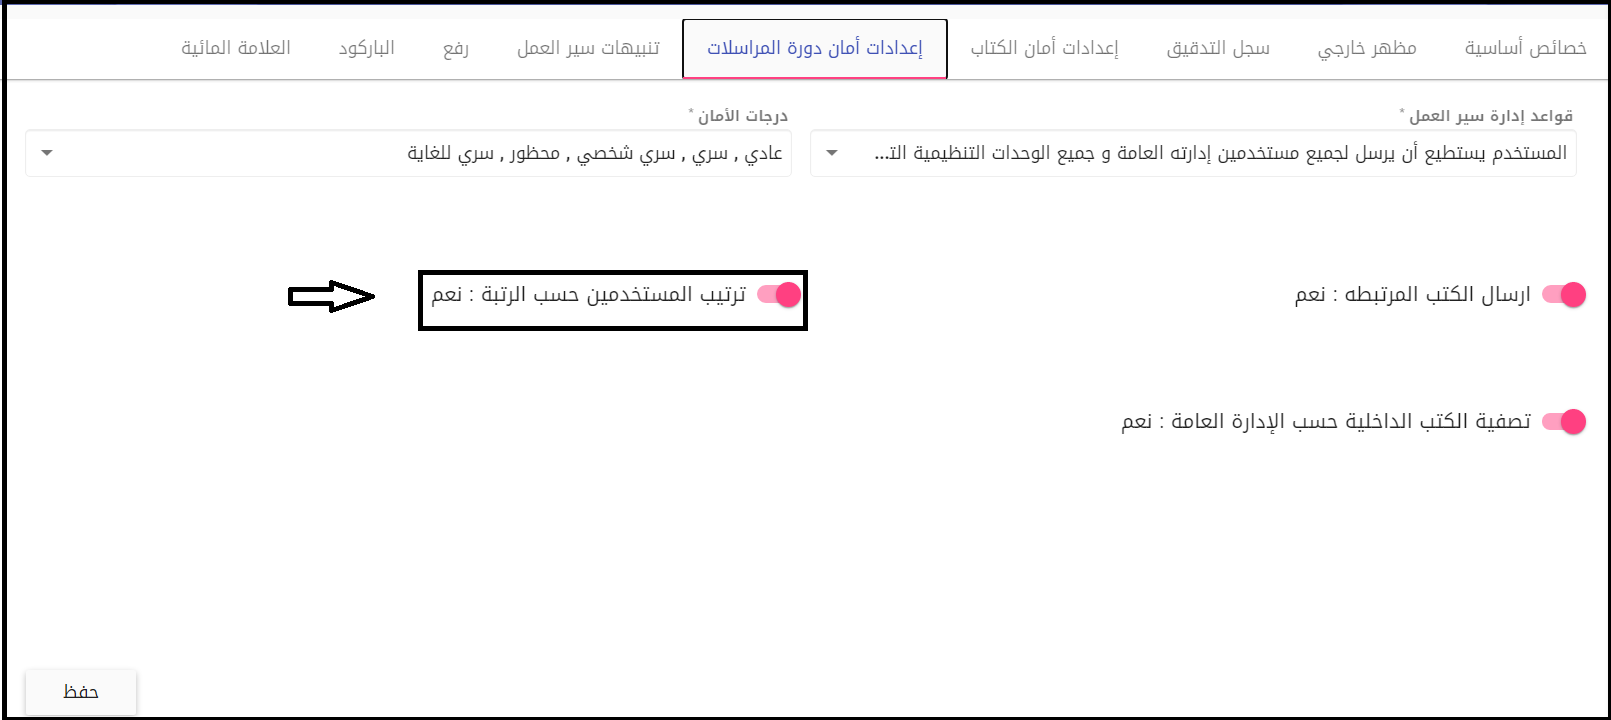 خصائص أساسية
مظهر خارجي
سجل التدقيق
إعدادات أمان الكتاب
إعدادات أمان دورة المراسلات
تنبيهات سير العمل
رفع
الباركود
العلامة المائية
قواعد إدارة سير العمل *
المستخدم يستطيع أن يرسل لجميع مستخدمين إدارته العامة و جميع الوحدات التنظيمية الت...
درجات الأمان *
عادي , سري , سري شخصي , محظور , سري للغاية
ارسال الكتب المرتبطه : نعم
ترتيب المستخدمين حسب الرتبة : نعم
تصفية الكتب الداخلية حسب الإدارة العامة : نعم
حفظ